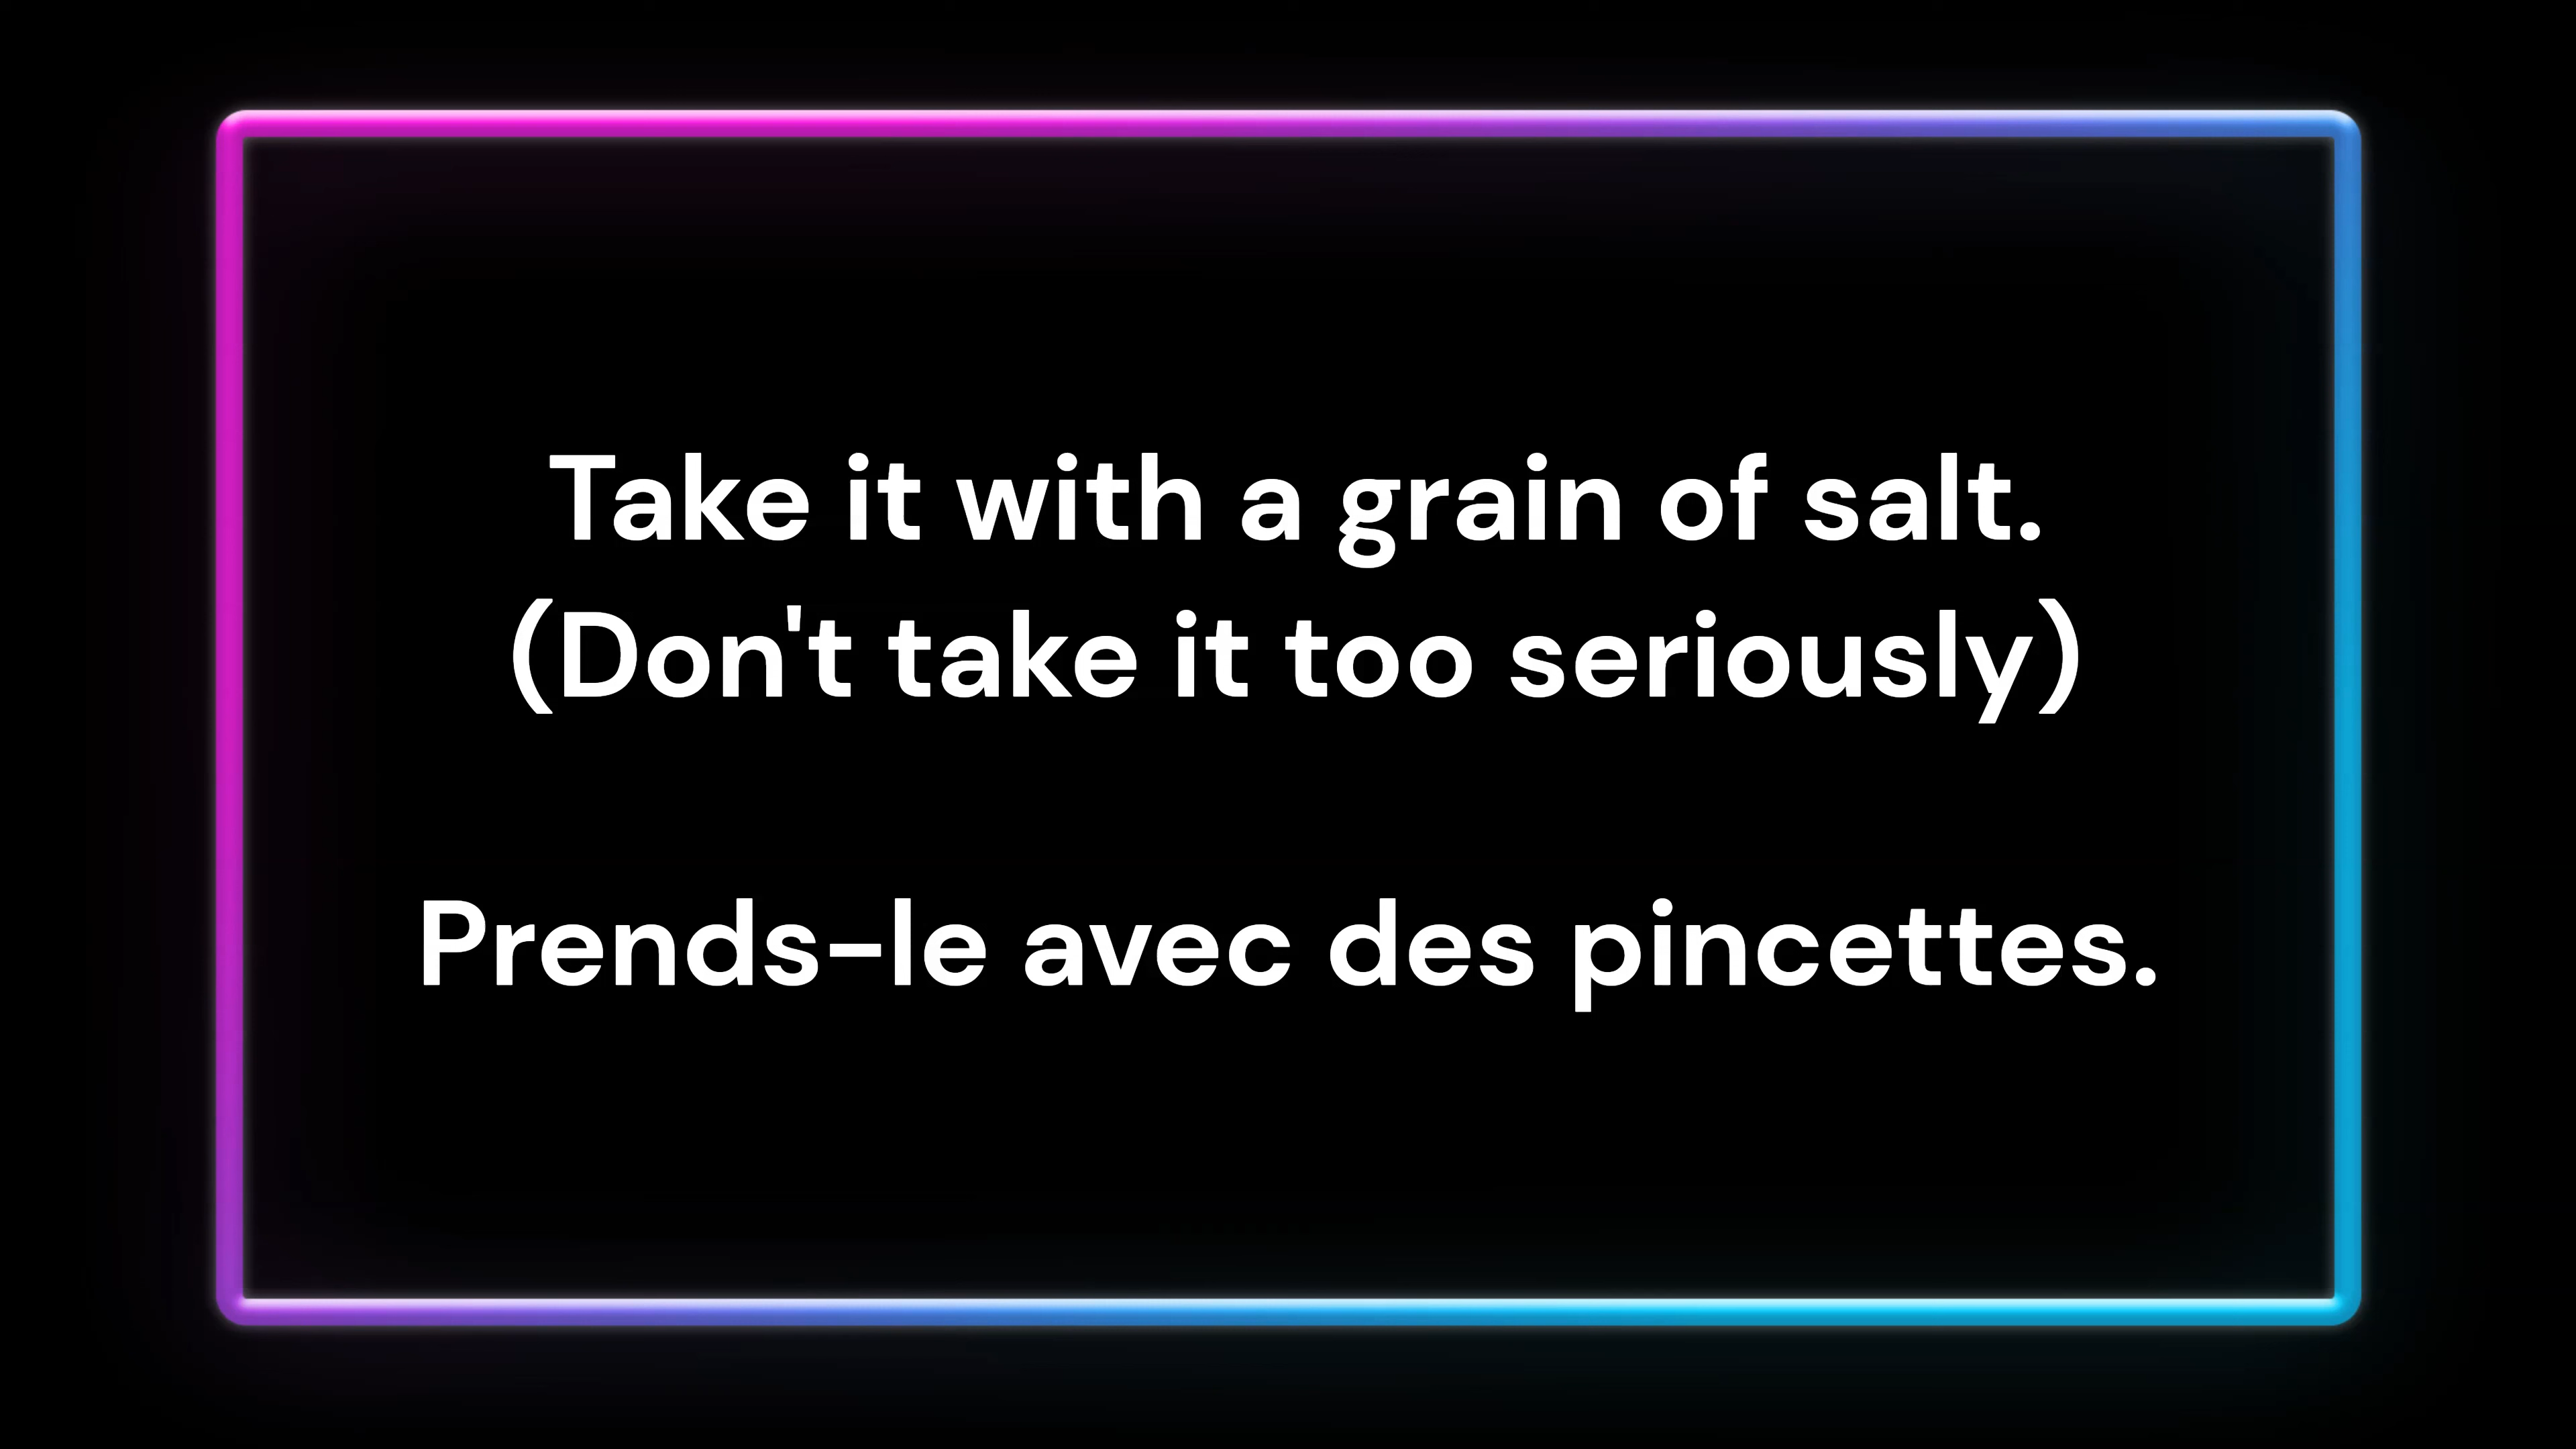 Take it with a grain of salt.
(Don't take it too seriously)
Prends-le avec des pincettes.